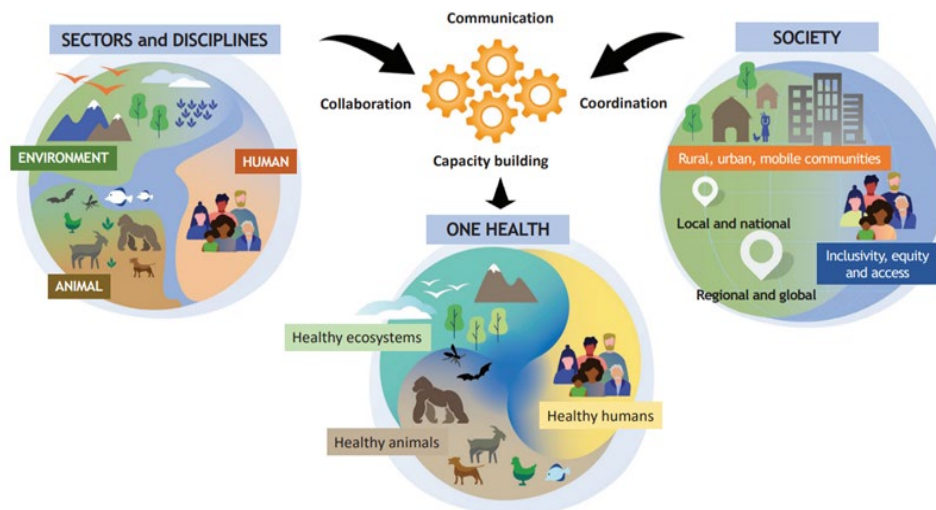 SECTORS and DISCIPLINES
ENVIRONMENT
HUMAN
ANIMAL
Communication
Collaboration
Coordination
Capacity building
SOCIETY
Rural, urban, mobile communities
Local and national
Inclusivity, equity
and access
Regional and global
ONE HEALTH
Healthy ecosystems
Healthy humans
Healthy animals